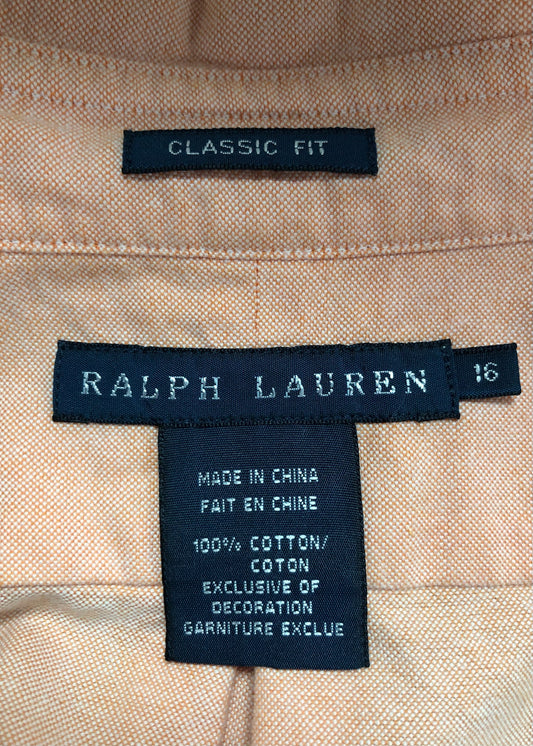 CLASSIC FIT
RALPH LAUREN 16
MADE IN CHINA
FAIT EN CHINE
100% COTTON/
COTON
EXCLUSIVE OF
DECORATION
GARNITURE EXCLUE